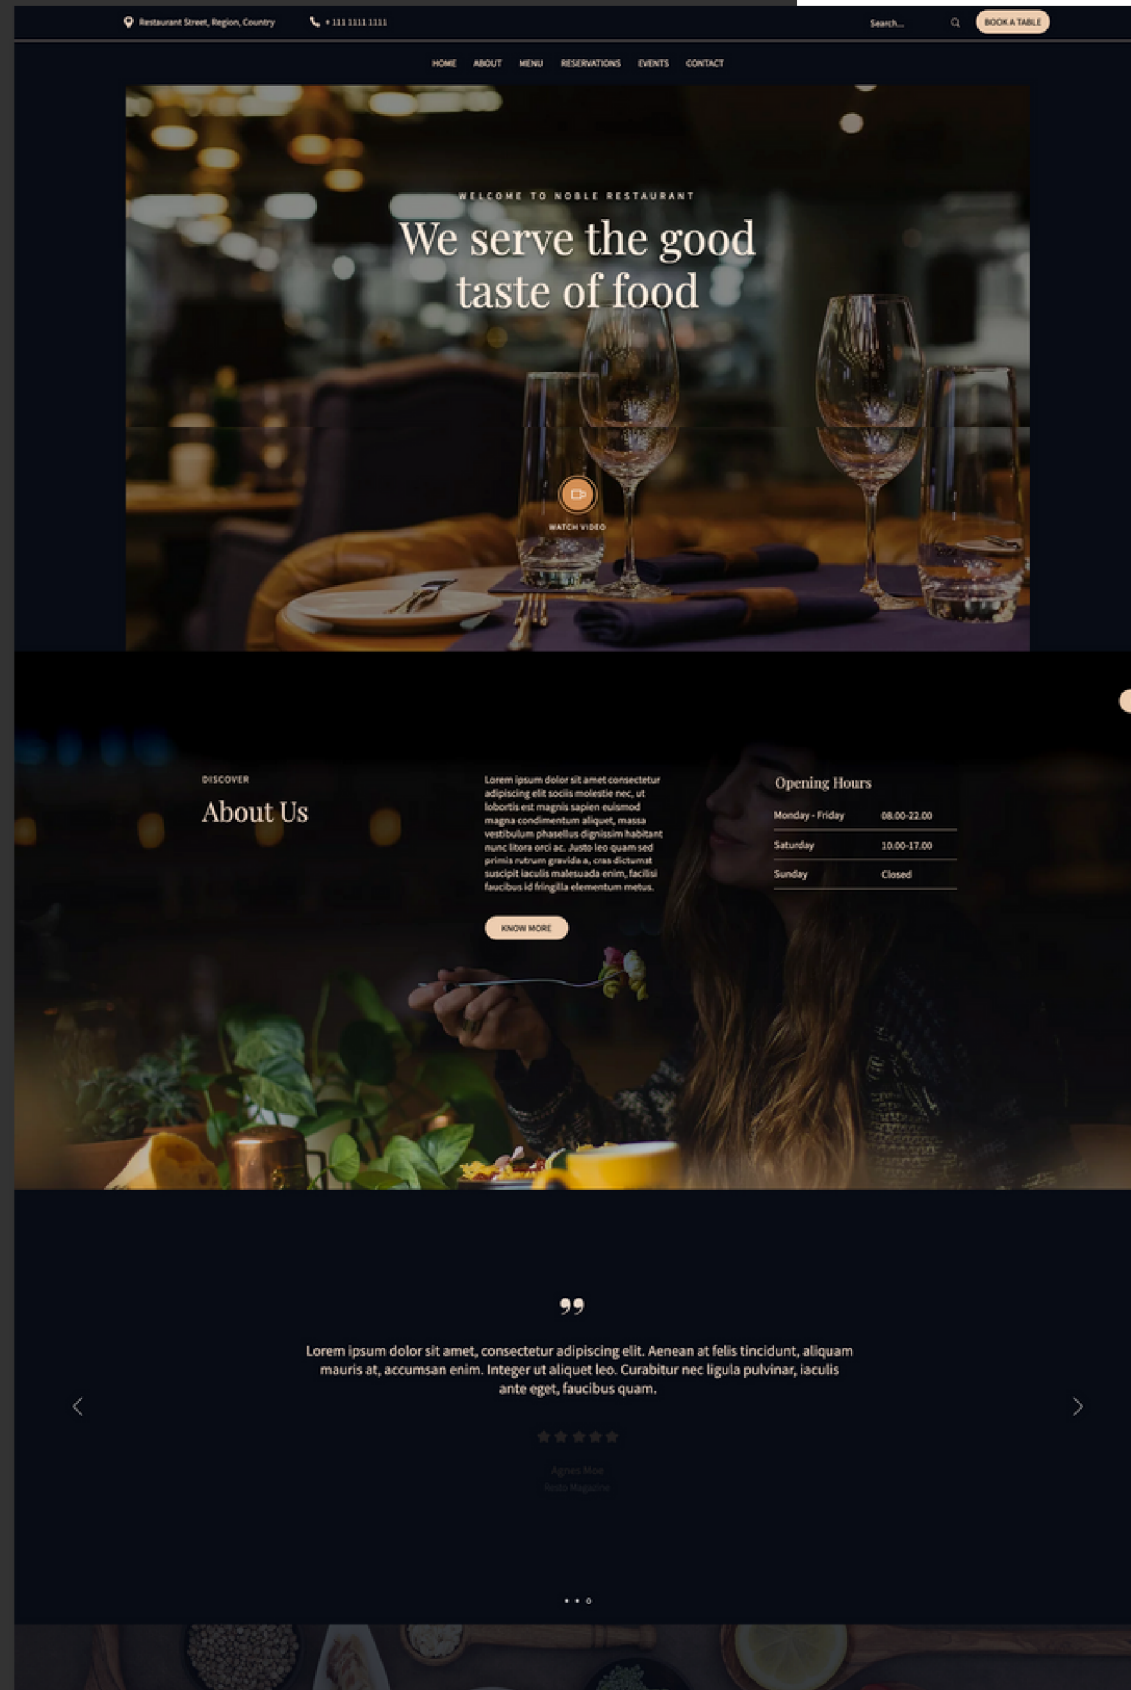 Restaurant Street, Region, Country
+ 111 1111 1111
Search...
BOOK A TABLE
HOME ABOUT MENU RESERVATIONS EVENTS CONTACT
WELCOME TO NOBLE RESTAURANT
We serve the good
taste of food
WATCH VIDEO
DISCOVER
About Us
Lorem ipsum dolor sit amet consectetur
adipiscing elit sociis molestie nec, ut
lobortis est magnis sapien euismod
magna condimentum aliquet, massa
vestibulum phasellus dignissim habitant
nunc litora orci ac. Justo leo quam sed
primis rutrum gravida a, cras dictumst
suscipit iaculis malesuada enim, facilisi
faucibus id fringilla elementum metus.
KNOW MORE
Opening Hours
Monday - Friday 08.00-22.00
Saturday 10.00-17.00
Sunday Closed
”
Lorem ipsum dolor sit amet, consectetur adipiscing elit. Aenean at felis tincidunt, aliquam
mauris at, accumsan enim. Integer ut aliquet leo. Curabitur nec ligula pulvinar, iaculis
ante eget, faucibus quam.
Agnes Moe
Resto Magazine